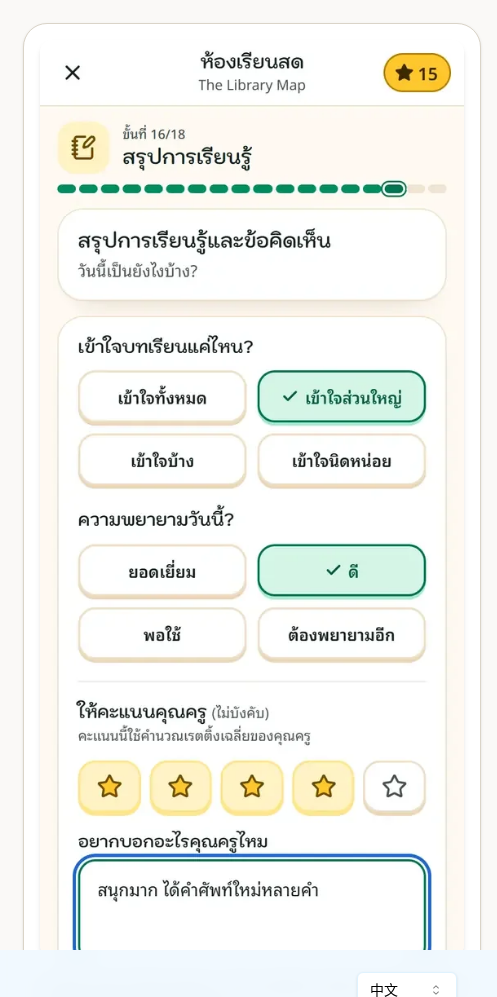 ห้องเรียนสด
The Library Map
15
ขั้นที่ 16/18
สรุปการเรียนรู้
สรุปการเรียนรู้และข้อคิดเห็น
วันนี้เป็นยังไงบ้าง?
เข้าใจบทเรียนแค่ไหน?
เข้าใจทั้งหมด
เข้าใจส่วนใหญ่
เข้าใจบ้าง
เข้าใจนิดหน่อย
ความพยายามวันนี้?
ยอดเยี่ยม
ดี
พอใช้
ต้องพยายามอีก
ให้คะแนนคุณครู (ไม่บังคับ)
คะแนนนี้ใช้คำนวณเรตติ้งเฉลี่ยของคุณครู
อยากบอกอะไรคุณครูไหม
สนุกมาก ได้คำศัพท์ใหม่หลายคำ
中文